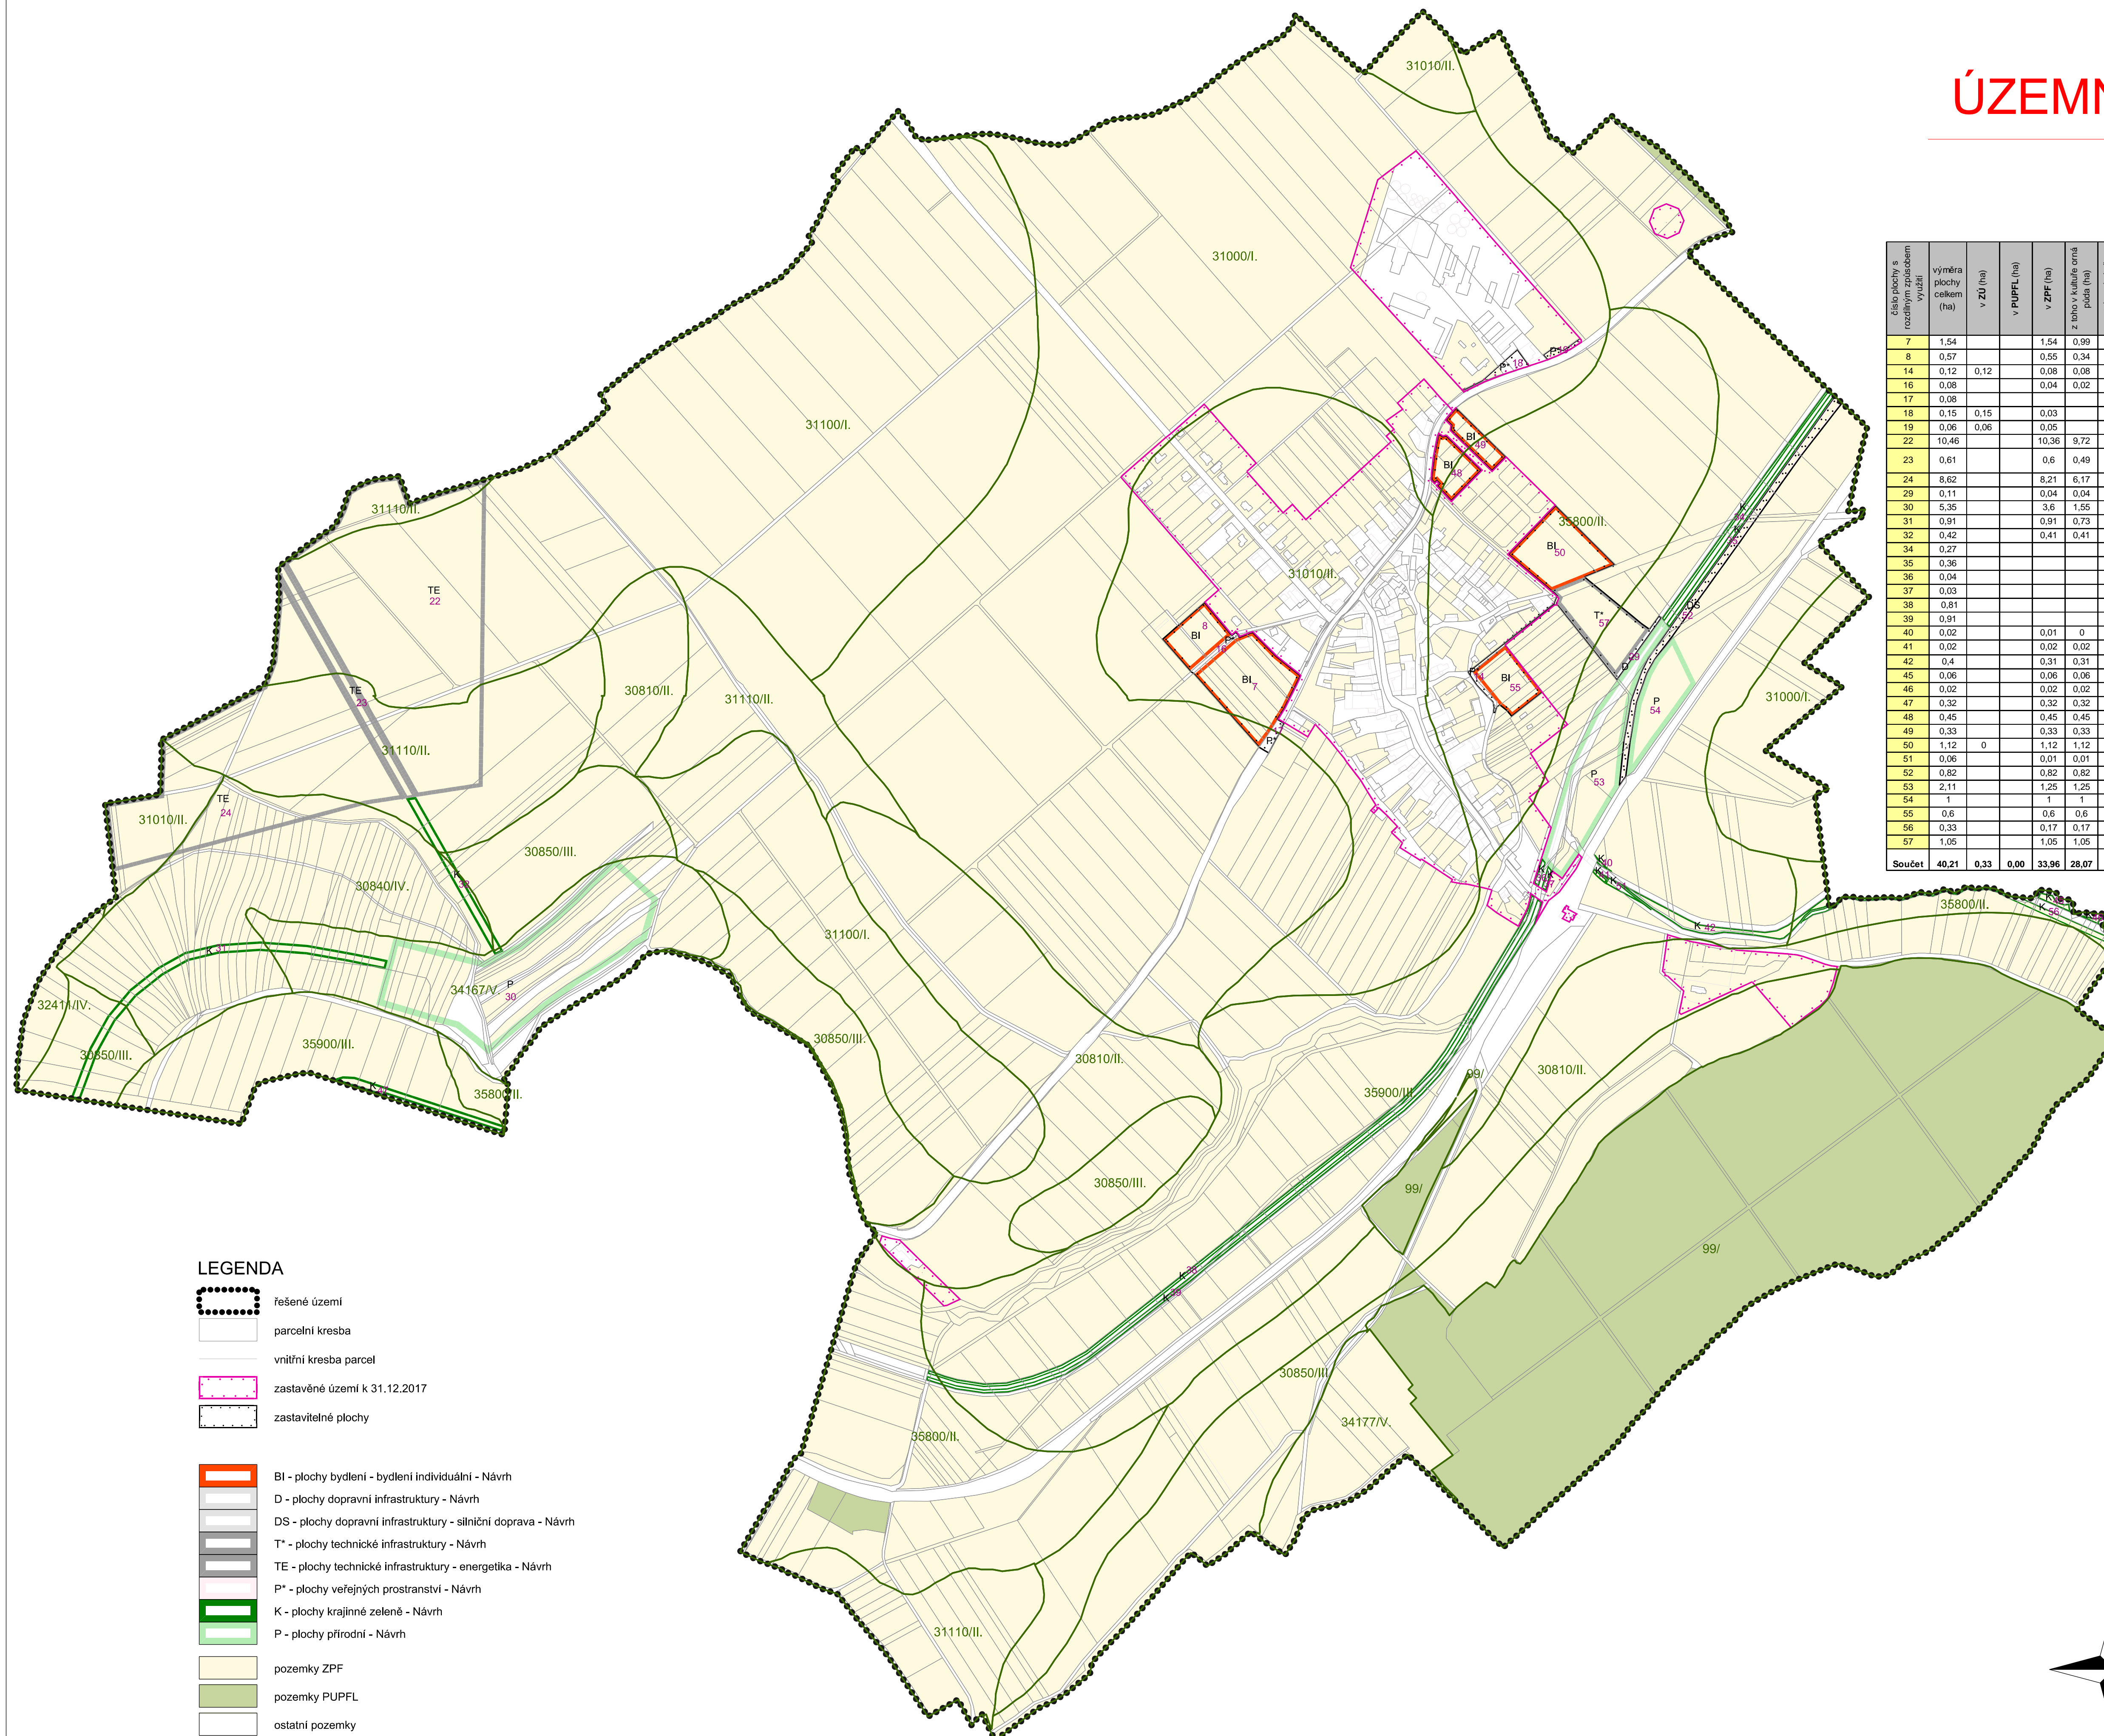 ÚZEMN
číslo plochy s rozdílným způsobem využití | výměra plochy celkem (ha) | v ZÚ (ha) | v PUPFL (ha) | v ZPF (ha) | z toho v kultuře orná půda (ha)
7 1,54 1,54 0,99
8 0,57 0,55 0,34
14 0,12 0,12 0,08 0,08
16 0,08 0,04 0,02
17 0,08
18 0,15 0,15 0,03
19 0,06 0,06 0,05
22 10,46 10,36 9,72
23 0,61 0,6 0,49
24 8,62 8,21 6,17
29 0,11 0,04 0,04
30 5,35 3,6 1,55
31 0,91 0,91 0,73
32 0,42 0,41 0,41
34 0,27
35 0,36
36 0,04
37 0,03
38 0,81
39 0,91
40 0,02 0,01 0
41 0,02 0,02 0,02
42 0,4 0,31 0,31
45 0,06 0,06 0,06
46 0,02 0,02 0,02
47 0,32 0,32 0,32
48 0,45 0,45 0,45
49 0,33 0,33 0,33
50 1,12 0 1,12 1,12
51 0,06 0,01 0,01
52 0,82 0,82 0,82
53 2,11 1,25 1,25
54 1 1 1
55 0,6 0,6 0,6
56 0,33 0,17 0,17
57 1,05 1,05 1,05
Součet 40,21 0,33 0,00 33,96 28,07
31010/II.
31000/I.
P* 19
P* 18
31100/I.
BI 49
BI 48
31110/II.
35800/II.
BI 50
31010/II.
TE 22
T* 57
DS 52
8
BI
P* 16
BI 7
BI 55
D 29
TE 23
30810/II.
31110/II.
P 54
31000/I.
31110/II.
P 53
TE 24
31010/II.
30850/III.
30840/IV.
K 40
K 42
35800/II.
K 56
31100/I.
K 31
P 30
34167/V.
32411/IV.
30850/III.
35900/III.
30850/III.
30810/II.
35900/III.
99/
30810/II.
35800/II.
30850/III.
99/
99/
K 38
K 39
30850/III.
34177/V.
35800/II.
31110/II.
LEGENDA
řešené území
parcelní kresba
vnitřní kresba parcel
zastavěné území k 31.12.2017
zastavitelné plochy
BI - plochy bydlení - bydlení individuální - Návrh
D - plochy dopravní infrastruktury - Návrh
DS - plochy dopravní infrastruktury - silniční doprava - Návrh
T* - plochy technické infrastruktury - Návrh
TE - plochy technické infrastruktury - energetika - Návrh
P* - plochy veřejných prostranství - Návrh
K - plochy krajinné zeleně - Návrh
P - plochy přírodní - Návrh
pozemky ZPF
pozemky PUPFL
ostatní pozemky